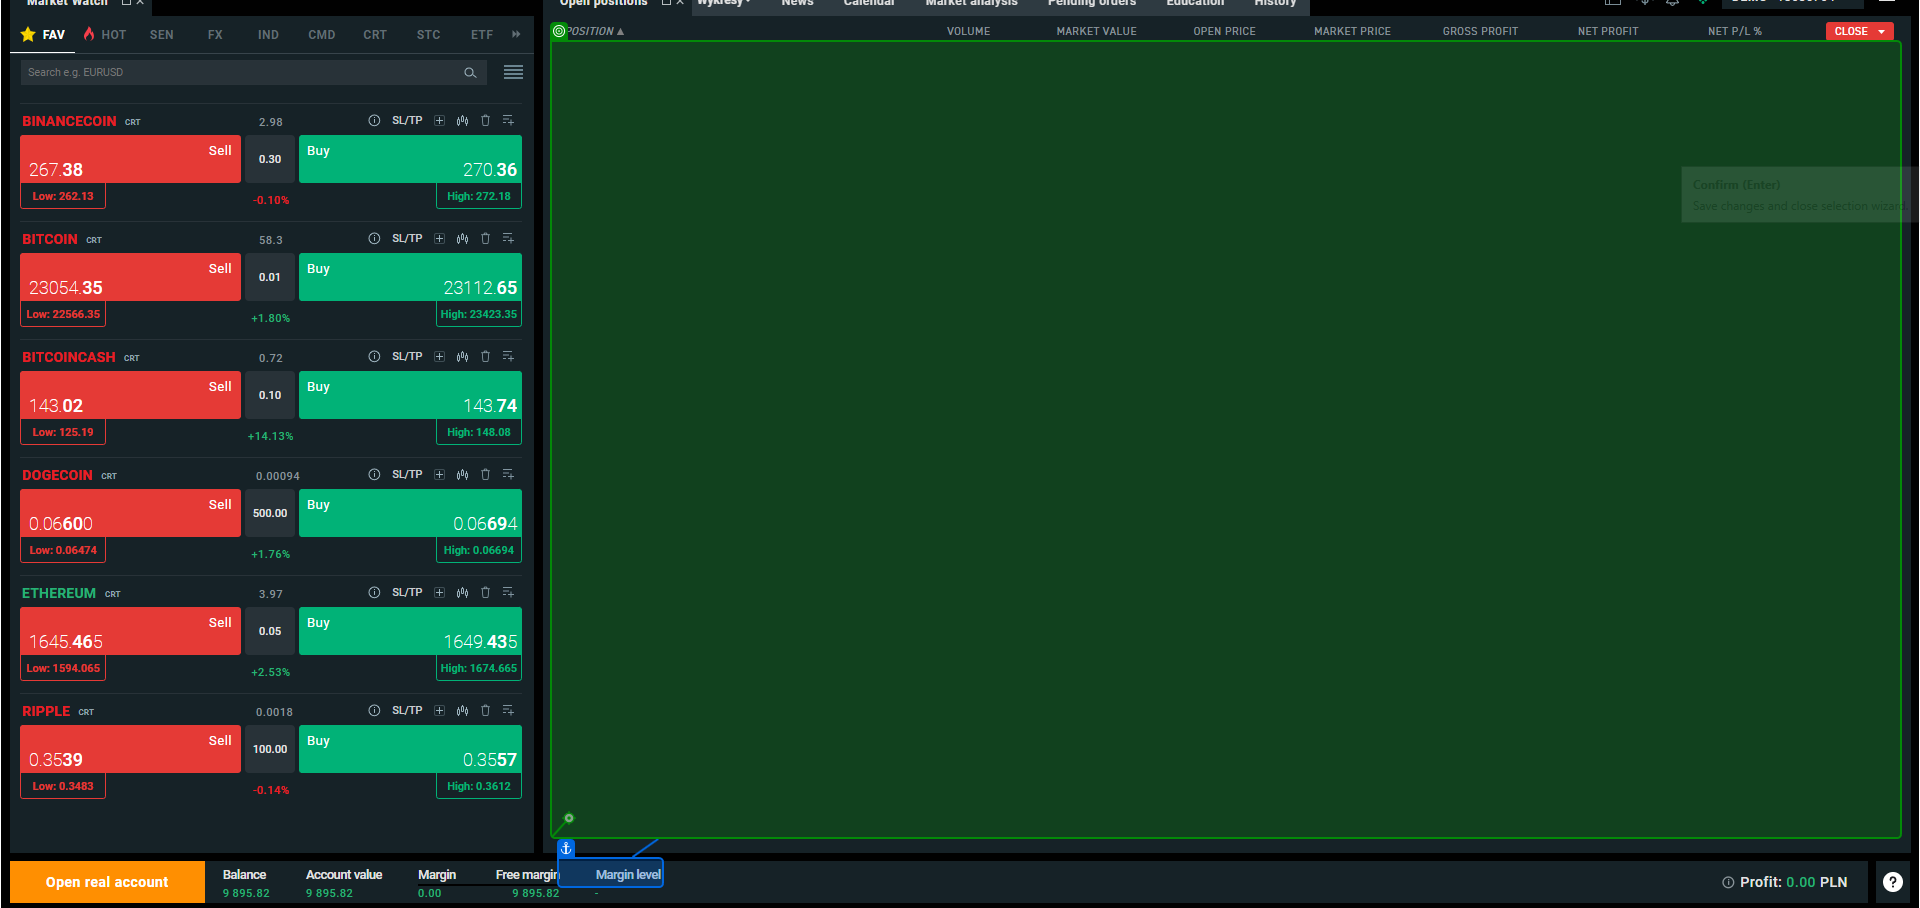 Market Watch
Open positions Wykresy News Calendar Market analysis Pending orders Education History
FAV HOT SEN FX IND CMD CRT STC ETF
Search e.g. EURUSD
POSITION ▲ VOLUME MARKET VALUE OPEN PRICE MARKET PRICE GROSS PROFIT NET PROFIT NET P/L % CLOSE
BINANCECOIN CRT 2.98 SL/TP
Sell 0.30 Buy
267.38 270.36
Low: 262.13 -0.10% High: 272.18
Confirm (Enter)
Save changes and close selection wizard.
BITCOIN CRT 58.3 SL/TP
Sell 0.01 Buy
23054.35 23112.65
Low: 22566.35 +1.80% High: 23423.35
BITCOINCASH CRT 0.72 SL/TP
Sell 0.10 Buy
143.02 143.74
Low: 125.19 +14.13% High: 148.08
DOGECOIN CRT 0.00094 SL/TP
Sell 500.00 Buy
0.06600 0.06694
Low: 0.06474 +1.76% High: 0.06694
ETHEREUM CRT 3.97 SL/TP
Sell 0.05 Buy
1645.465 1649.435
Low: 1594.065 +2.53% High: 1674.665
RIPPLE CRT 0.0018 SL/TP
Sell 100.00 Buy
0.3539 0.3557
Low: 0.3483 -0.14% High: 0.3612
Open real account
Balance Account value Margin Free margin Margin level
9 895.82 9 895.82 0.00 9 895.82 -
Profit: 0.00 PLN
?